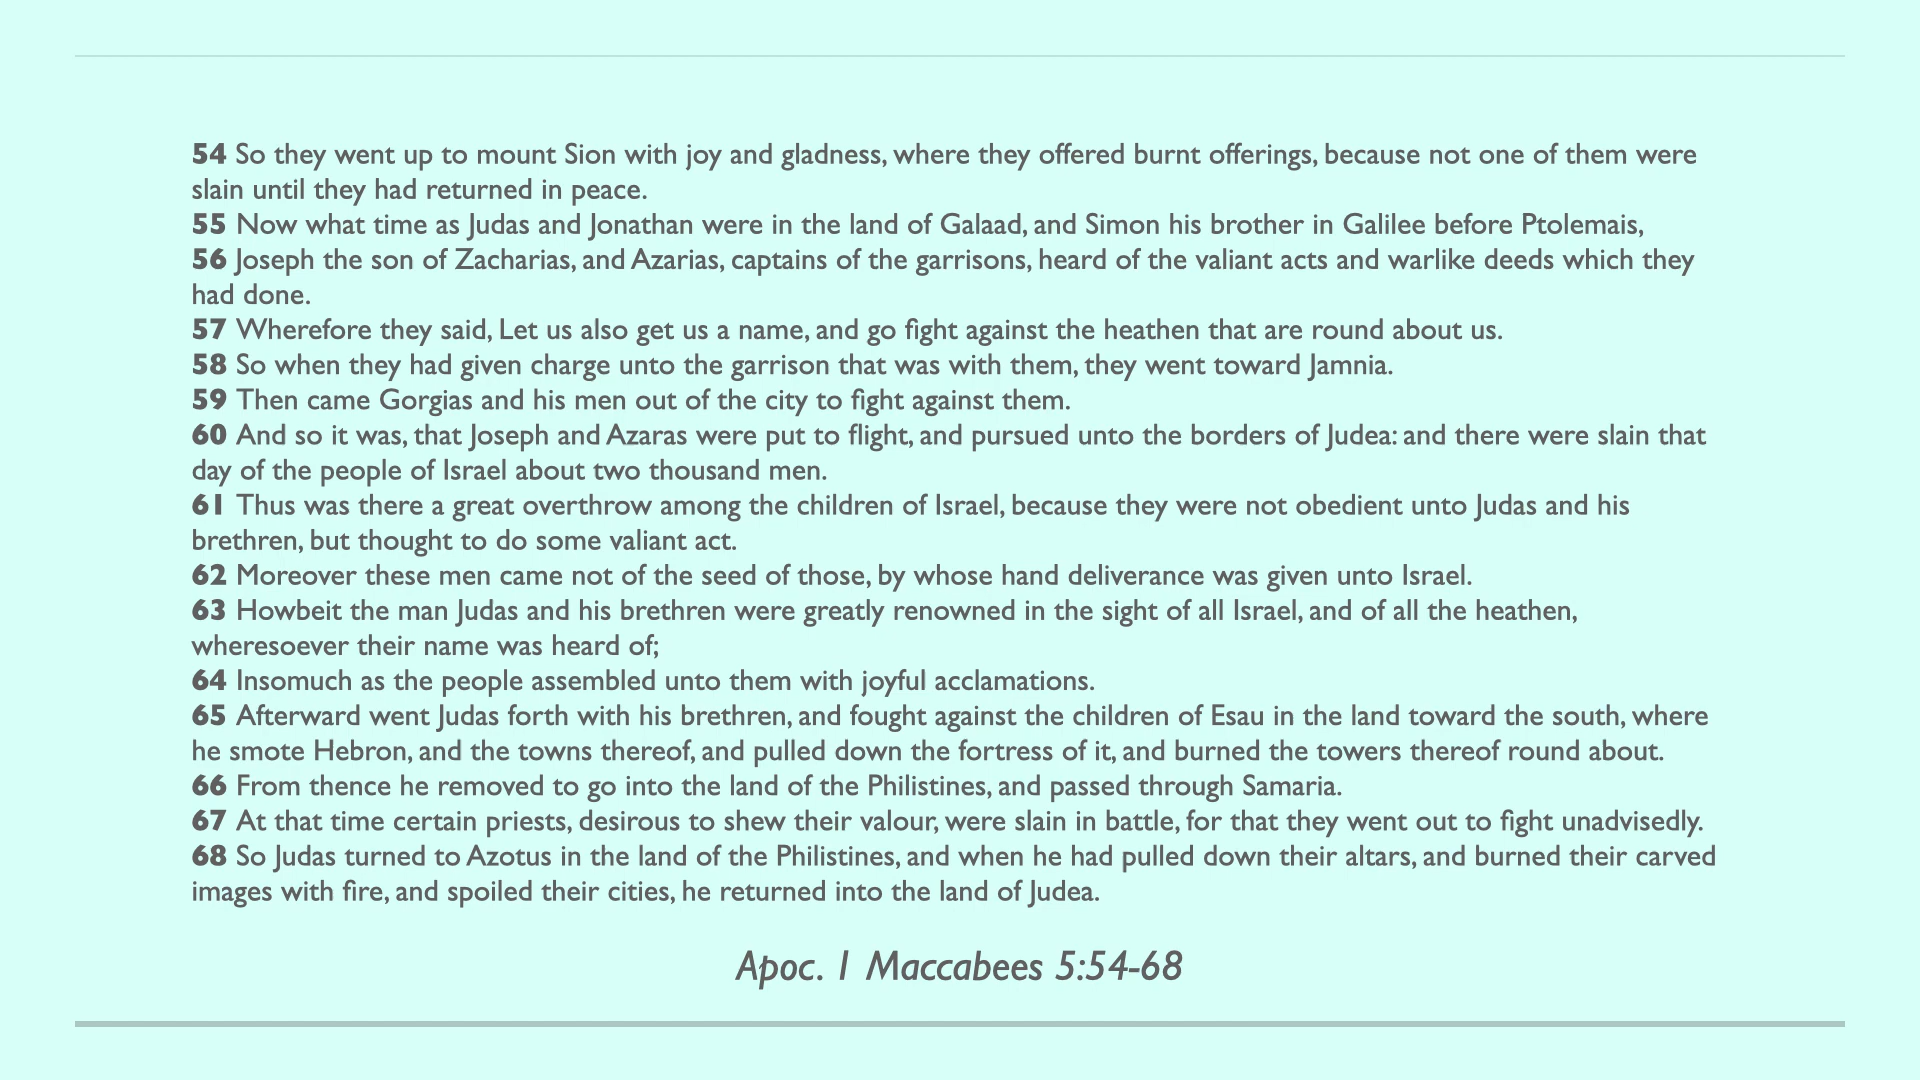 54 So they went up to mount Sion with joy and gladness, where they offered burnt offerings, because not one of them were
slain until they had returned in peace.
55 Now what time as Judas and Jonathan were in the land of Galaad, and Simon his brother in Galilee before Ptolemais,
56 Joseph the son of Zacharias, and Azarias, captains of the garrisons, heard of the valiant acts and warlike deeds which they
had done.
57 Wherefore they said, Let us also get us a name, and go fight against the heathen that are round about us.
58 So when they had given charge unto the garrison that was with them, they went toward Jamnia.
59 Then came Gorgias and his men out of the city to fight against them.
60 And so it was, that Joseph and Azaras were put to flight, and pursued unto the borders of Judea: and there were slain that
day of the people of Israel about two thousand men.
61 Thus was there a great overthrow among the children of Israel, because they were not obedient unto Judas and his
brethren, but thought to do some valiant act.
62 Moreover these men came not of the seed of those, by whose hand deliverance was given unto Israel.
63 Howbeit the man Judas and his brethren were greatly renowned in the sight of all Israel, and of all the heathen,
wheresoever their name was heard of;
64 Insomuch as the people assembled unto them with joyful acclamations.
65 Afterward went Judas forth with his brethren, and fought against the children of Esau in the land toward the south, where
he smote Hebron, and the towns thereof, and pulled down the fortress of it, and burned the towers thereof round about.
66 From thence he removed to go into the land of the Philistines, and passed through Samaria.
67 At that time certain priests, desirous to shew their valour, were slain in battle, for that they went out to fight unadvisedly.
68 So Judas turned to Azotus in the land of the Philistines, and when he had pulled down their altars, and burned their carved
images with fire, and spoiled their cities, he returned into the land of Judea.
Apoc. 1 Maccabees 5:54-68